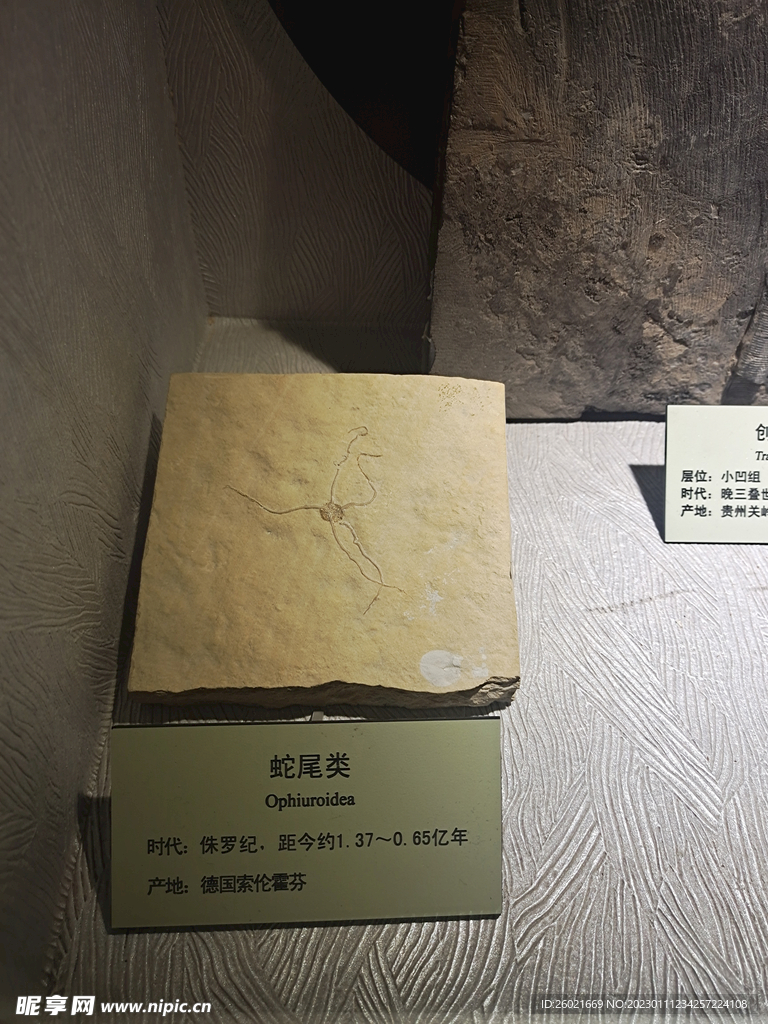 创
Tr
层位：小凹组
时代：晚三叠世
产地：贵州关岭
蛇尾类
Ophiuroidea
时代：侏罗纪，距今约1.37～0.65亿年
产地：德国索伦霍芬
昵享网 www.nipic.cn
ID:26021669 NO:20230111234257224108